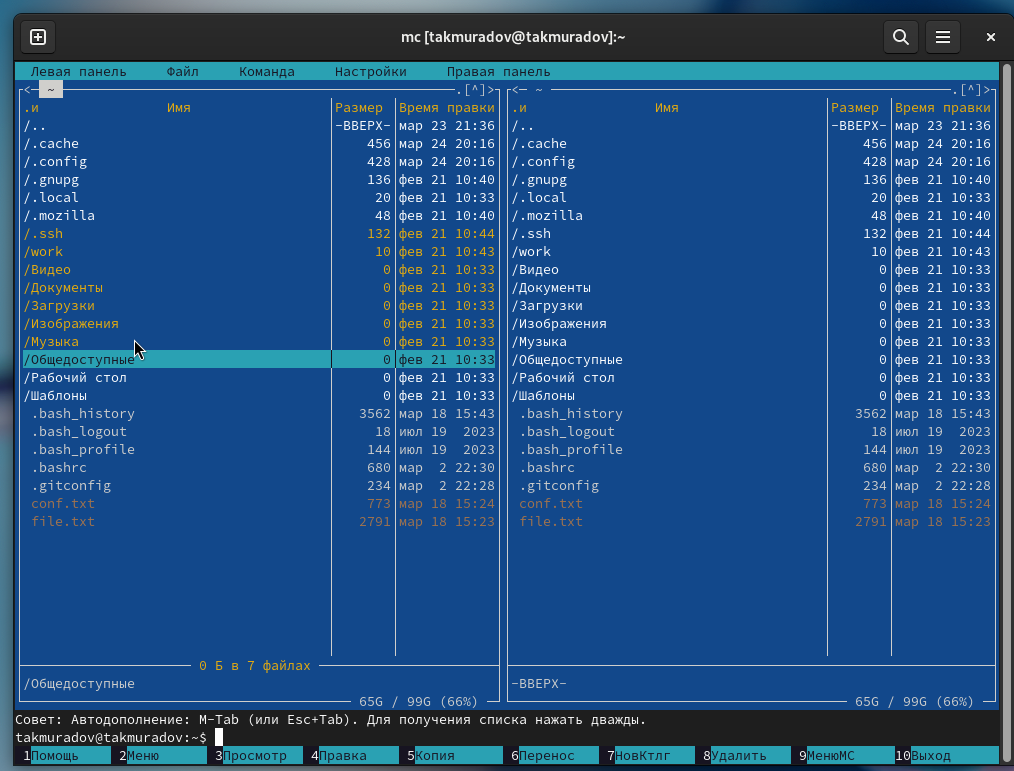 mc [takmuradov@takmuradov]:~
Левая панель Файл Команда Настройки Правая панель
<- ~ .[^]> <- ~ .[^]>
.и Имя Размер Время правки .и Имя Размер Время правки
/.. -ВВЕРХ- мар 23 21:36 /.. -ВВЕРХ- мар 23 21:36
/.cache 456 мар 24 20:16 /.cache 456 мар 24 20:16
/.config 428 мар 24 20:16 /.config 428 мар 24 20:16
/.gnupg 136 фев 21 10:40 /.gnupg 136 фев 21 10:40
/.local 20 фев 21 10:33 /.local 20 фев 21 10:33
/.mozilla 48 фев 21 10:40 /.mozilla 48 фев 21 10:40
/.ssh 132 фев 21 10:44 /.ssh 132 фев 21 10:44
/work 10 фев 21 10:43 /work 10 фев 21 10:43
/Видео 0 фев 21 10:33 /Видео 0 фев 21 10:33
/Документы 0 фев 21 10:33 /Документы 0 фев 21 10:33
/Загрузки 0 фев 21 10:33 /Загрузки 0 фев 21 10:33
/Изображения 0 фев 21 10:33 /Изображения 0 фев 21 10:33
/Музыка 0 фев 21 10:33 /Музыка 0 фев 21 10:33
/Общедоступные 0 фев 21 10:33 /Общедоступные 0 фев 21 10:33
/Рабочий стол 0 фев 21 10:33 /Рабочий стол 0 фев 21 10:33
/Шаблоны 0 фев 21 10:33 /Шаблоны 0 фев 21 10:33
.bash_history 3562 мар 18 15:43 .bash_history 3562 мар 18 15:43
.bash_logout 18 июл 19 2023 .bash_logout 18 июл 19 2023
.bash_profile 144 июл 19 2023 .bash_profile 144 июл 19 2023
.bashrc 680 мар 2 22:30 .bashrc 680 мар 2 22:30
.gitconfig 234 мар 2 22:28 .gitconfig 234 мар 2 22:28
conf.txt 773 мар 18 15:24 conf.txt 773 мар 18 15:24
file.txt 2791 мар 18 15:23 file.txt 2791 мар 18 15:23
0 Б в 7 файлах
/Общедоступные -ВВЕРХ-
65G / 99G (66%) 65G / 99G (66%)
Совет: Автодополнение: M-Tab (или Esc+Tab). Для получения списка нажать дважды.
takmuradov@takmuradov:~$
1Помощь 2Меню 3Просмотр 4Правка 5Копия 6Перенос 7НовКтлг 8Удалить 9МенюМС 10Выход